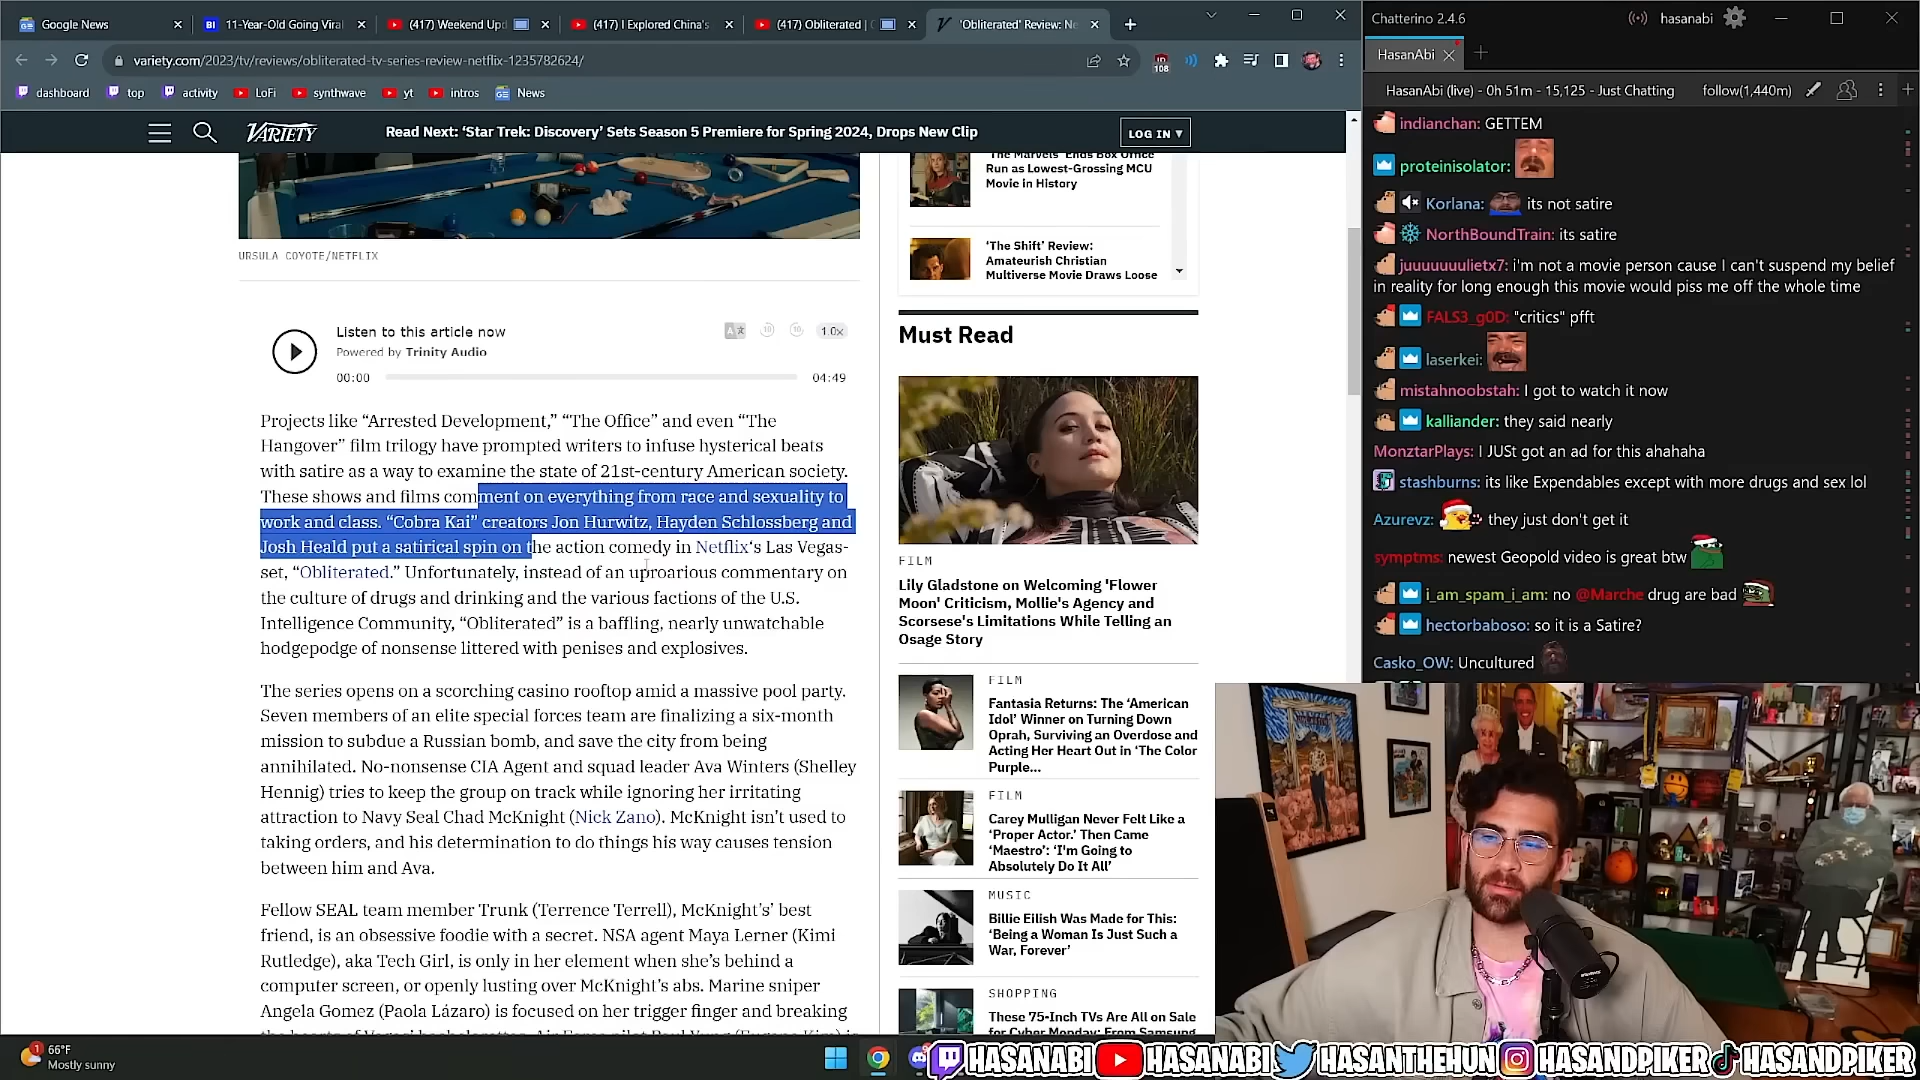 Google News
11-Year-Old Going Viral
(417) Weekend Up
(417) I Explored China's
(417) Obliterated |
'Obliterated' Review: Ne
variety.com/2023/tv/reviews/obliterated-tv-series-review-netflix-1235782624/
108
dashboard
top
activity
LoFi
synthwave
yt
intros
News
VARIETY
Read Next: ‘Star Trek: Discovery’ Sets Season 5 Premiere for Spring 2024, Drops New Clip
LOG IN ▾
URSULA COYOTE/NETFLIX
Listen to this article now
Powered by Trinity Audio
1.0x
00:00
04:49
Projects like “Arrested Development,” “The Office” and even “The
Hangover” film trilogy have prompted writers to infuse hysterical beats
with satire as a way to examine the state of 21st-century American society.
These shows and films comment on everything from race and sexuality to
work and class. “Cobra Kai” creators Jon Hurwitz, Hayden Schlossberg and
Josh Heald put a satirical spin on the action comedy in Netflix‘s Las Vegas-
set, “Obliterated.” Unfortunately, instead of an uproarious commentary on
the culture of drugs and drinking and the various factions of the U.S.
Intelligence Community, “Obliterated” is a baffling, nearly unwatchable
hodgepodge of nonsense littered with penises and explosives.
The series opens on a scorching casino rooftop amid a massive pool party.
Seven members of an elite special forces team are finalizing a six-month
mission to subdue a Russian bomb, and save the city from being
annihilated. No-nonsense CIA Agent and squad leader Ava Winters (Shelley
Hennig) tries to keep the group on track while ignoring her irritating
attraction to Navy Seal Chad McKnight (Nick Zano). McKnight isn’t used to
taking orders, and his determination to do things his way causes tension
between him and Ava.
Fellow SEAL team member Trunk (Terrence Terrell), McKnight’s’ best
friend, is an obsessive foodie with a secret. NSA agent Maya Lerner (Kimi
Rutledge), aka Tech Girl, is only in her element when she’s behind a
computer screen, or openly lusting over McKnight’s abs. Marine sniper
Angela Gomez (Paola Lázaro) is focused on her trigger finger and breaking
'The Marvels' Ends Box Office
Run as Lowest-Grossing MCU
Movie in History
‘The Shift’ Review:
Amateurish Christian
Multiverse Movie Draws Loose
Must Read
FILM
Lily Gladstone on Welcoming 'Flower
Moon' Criticism, Mollie's Agency and
Scorsese's Limitations While Telling an
Osage Story
FILM
Fantasia Returns: The ‘American
Idol’ Winner on Turning Down
Oprah, Surviving an Overdose and
Acting Her Heart Out in ‘The Color
Purple...
FILM
Carey Mulligan Never Felt Like a
‘Proper Actor.’ Then Came
‘Maestro’: ‘I'm Going to
Absolutely Do It All’
MUSIC
Billie Eilish Was Made for This:
‘Being a Woman Is Just Such a
War, Forever’
SHOPPING
These 75-Inch TVs Are All on Sale
for Cyber Monday: From Samsung
Chatterino 2.4.6
hasanabi
HasanAbi
HasanAbi (live) - 0h 51m - 15,125 - Just Chatting
follow(1,440m)
indianchan: GETTEM
proteinisolator:
Korlana: its not satire
NorthBoundTrain: its satire
juuuuuuulietx7: i'm not a movie person cause I can't suspend my belief
in reality for long enough this movie would piss me off the whole time
FALS3_g0D: "critics" pfft
laserkei:
mistahnoobstah: I got to watch it now
kalliander: they said nearly
MonztarPlays: I JUSt got an ad for this ahahaha
stashburns: its like Expendables except with more drugs and sex lol
Azurevz: they just don't get it
symptms: newest Geopold video is great btw
i_am_spam_i_am: no @Marche drug are bad
hectorbaboso: so it is a Satire?
Casko_OW: Uncultured
1
66°F
Mostly sunny
HASANABI
HASANABI
HASANTHEHUN
HASANDPIKER
HASANDPIKER